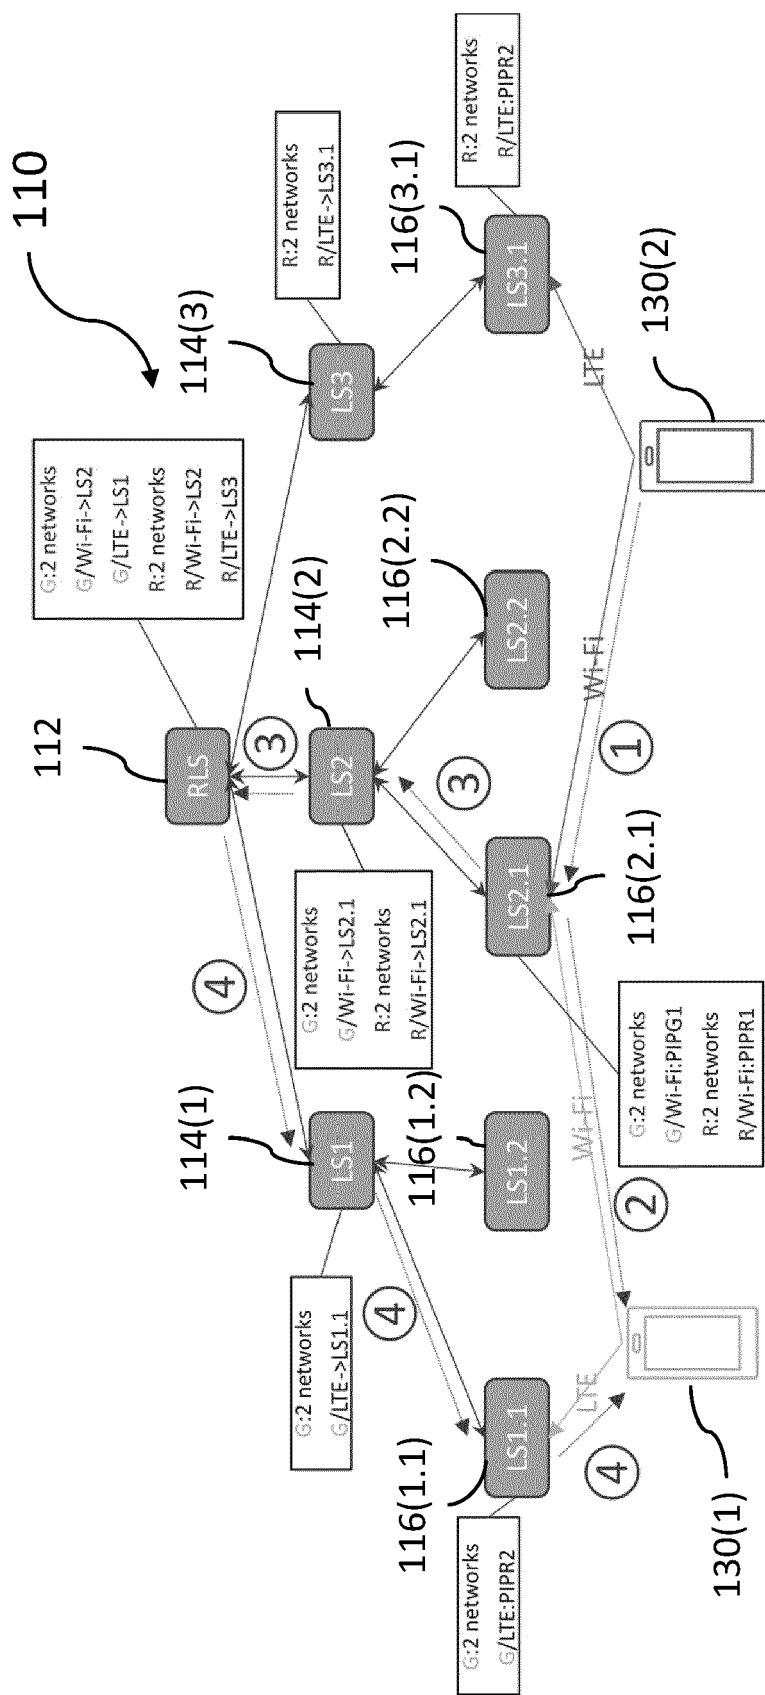 110
G:2 networks
G/Wi-Fi->LS2
G/LTE->LS1
R:2 networks
R/Wi-Fi->LS2
R/LTE->LS3
112
RLS
4
3
114(1)
LS1
G:2 networks
G/LTE->LS1.1
114(2)
LS2
G:2 networks
G/Wi-Fi->LS2.1
R:2 networks
R/Wi-Fi->LS2.1
114(3)
LS3
R:2 networks
R/LTE->LS3.1
4
3
116(1.1)
LS1.1
G:2 networks
G/LTE:PIPR2
116(1.2)
LS1.2
LS2.1
116(2.1)
G:2 networks
G/Wi-Fi:PIPG1
R:2 networks
R/Wi-Fi:PIPR1
116(2.2)
LS2.2
116(3.1)
LS3.1
R:2 networks
R/LTE:PIPR2
LTE
4
Wi-Fi
2
Wi-Fi
1
LTE
130(1)
130(2)